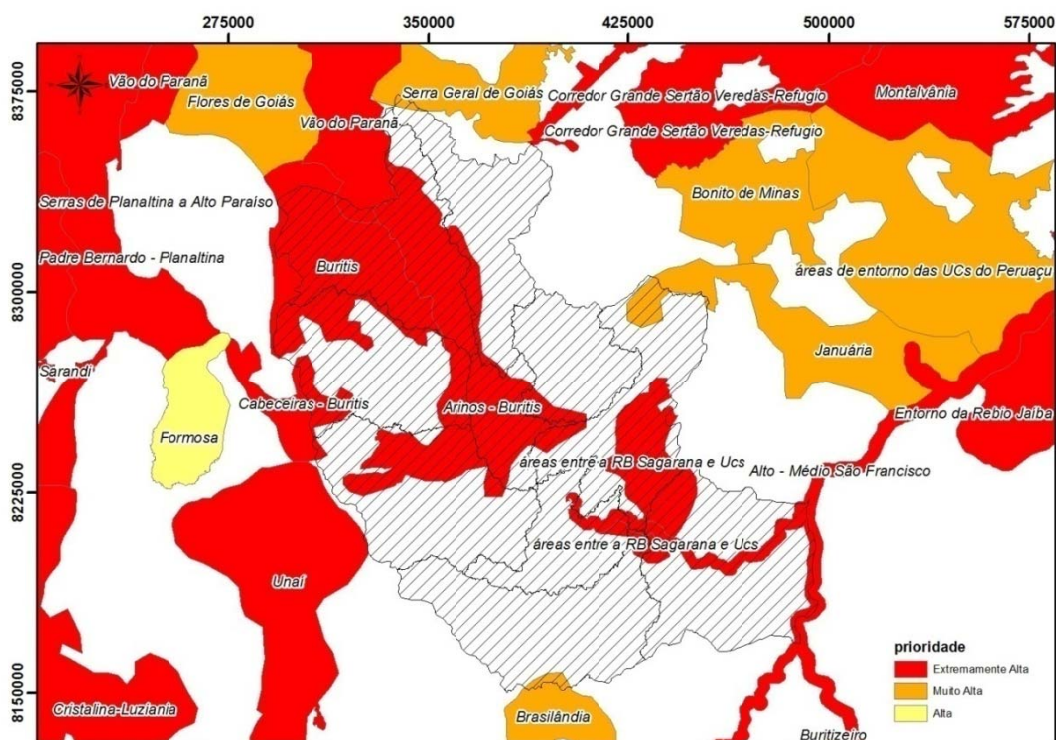 275000
350000
425000
500000
575000
8375000
8300000
8225000
8150000
Vão do Paranã
Flores de Goiás
Serra Geral de Goiás
Corredor Grande Sertão Veredas-Refugio
Montalvânia
Vão do Paranã
Corredor Grande Sertão Veredas-Refugio
Bonito de Minas
Serras de Planaltina a Alto Paraiso
Padre Bernardo - Planaltina
Buritis
áreas de entorno das UCs do Peruaçu
Januária
Sarandi
Cabeceiras - Buritis
Arinos - Buritis
Entorno da Rebio Jaiba
Formosa
áreas entre a RB Sagarana e Ucs
Alto - Médio São Francisco
áreas entre a RB Sagarana e Ucs
Unaí
Cristalina-Luziania
Brasilândia
Buritizeiro
prioridade
Extremamente Alta
Muito Alta
Alta